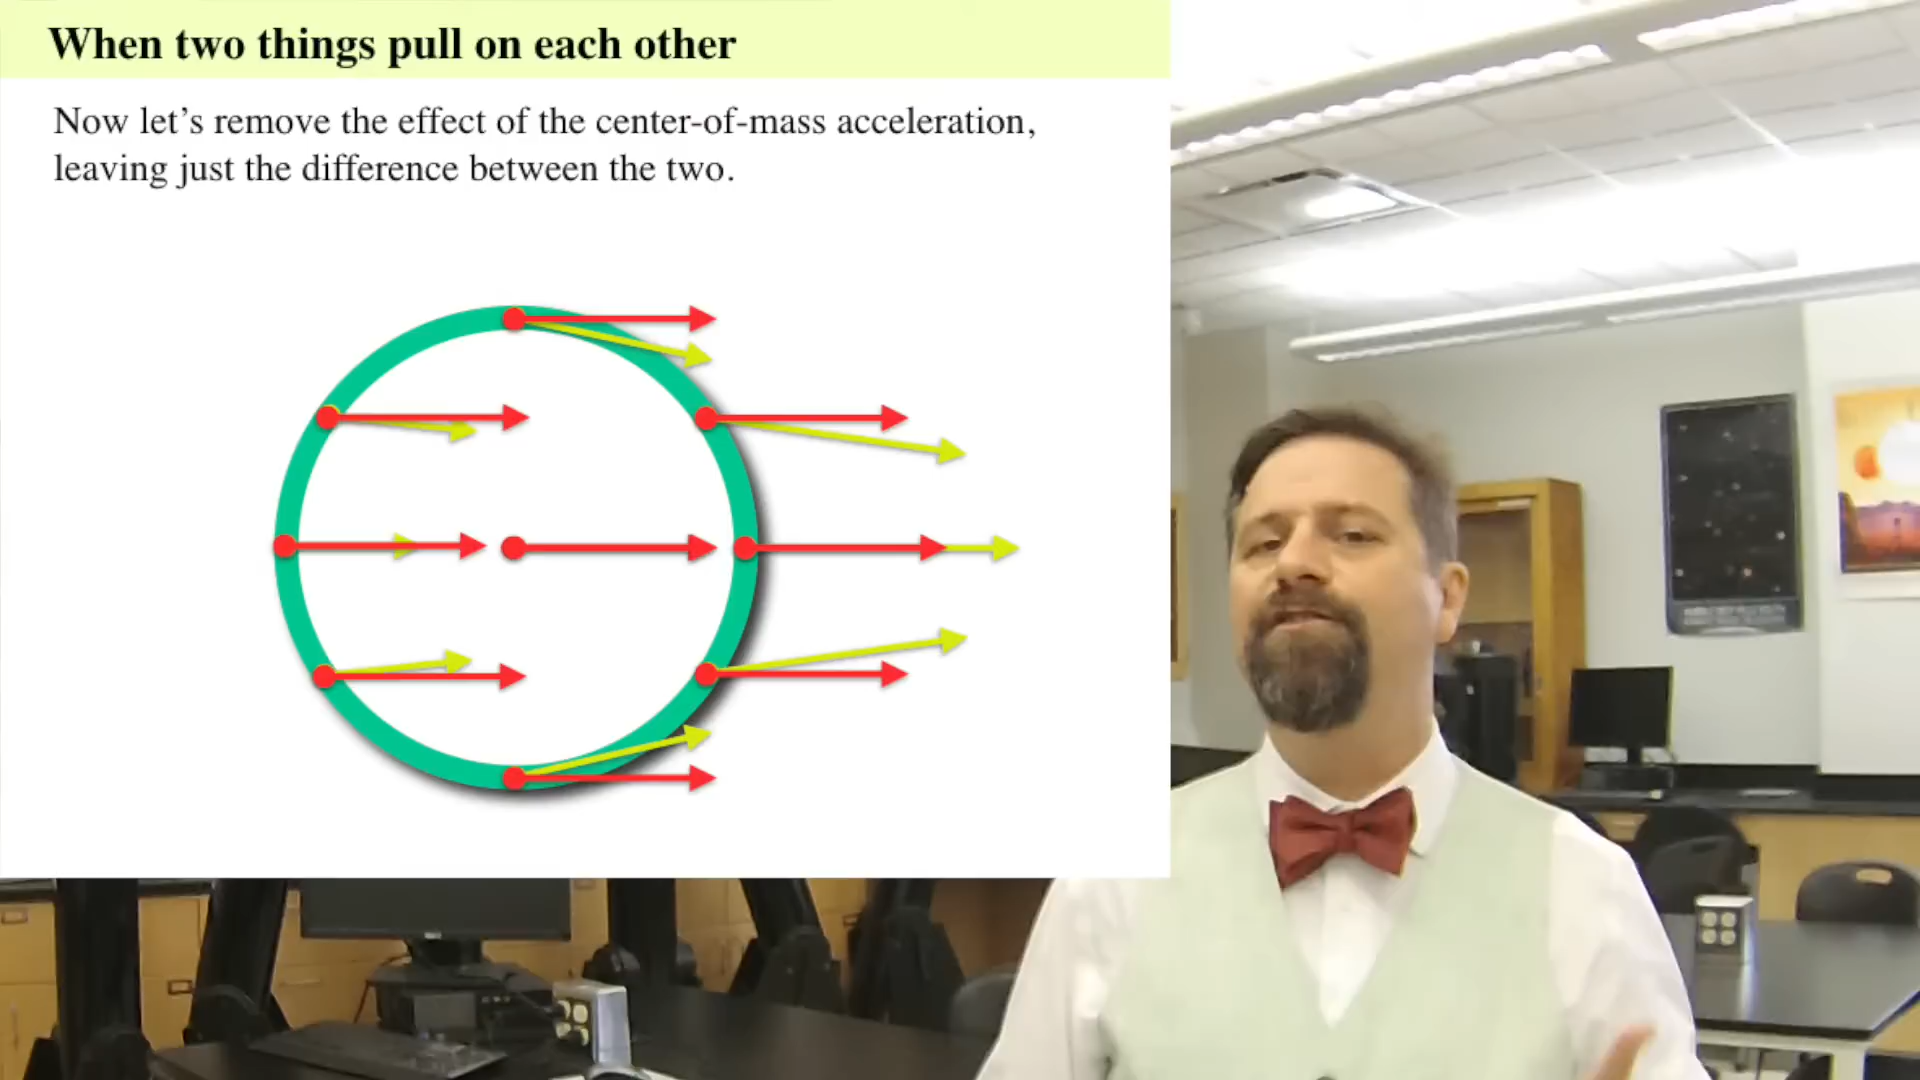 When two things pull on each other
Now let's remove the effect of the center-of-mass acceleration,
leaving just the difference between the two.